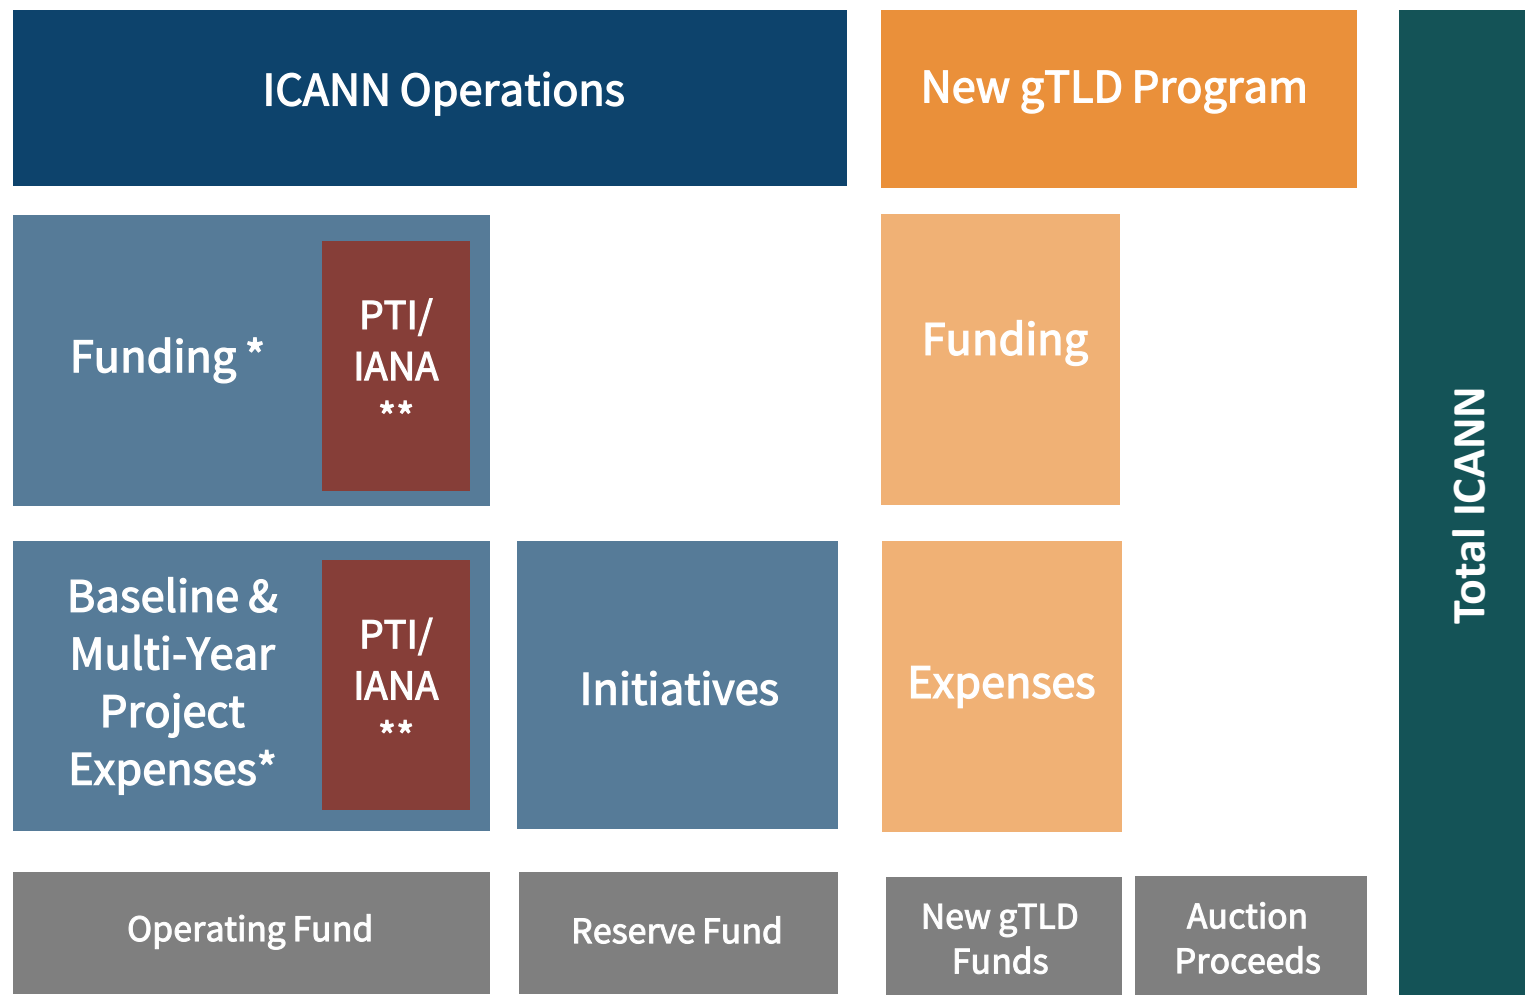 ICANN Operations
New gTLD Program
Funding *
PTI/
IANA
**
Funding
Baseline &
Multi-Year
Project
Expenses*
PTI/
IANA
**
Initiatives
Expenses
Operating Fund
Reserve Fund
New gTLD
Funds
Auction
Proceeds
Total ICANN